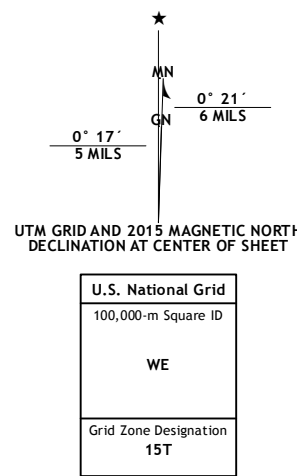 ★
MN
0° 21´
6 MILS
GN
0° 17´
5 MILS
UTM GRID AND 2015 MAGNETIC NORTH
DECLINATION AT CENTER OF SHEET
U.S. National Grid
100,000-m Square ID
WE
Grid Zone Designation
15T